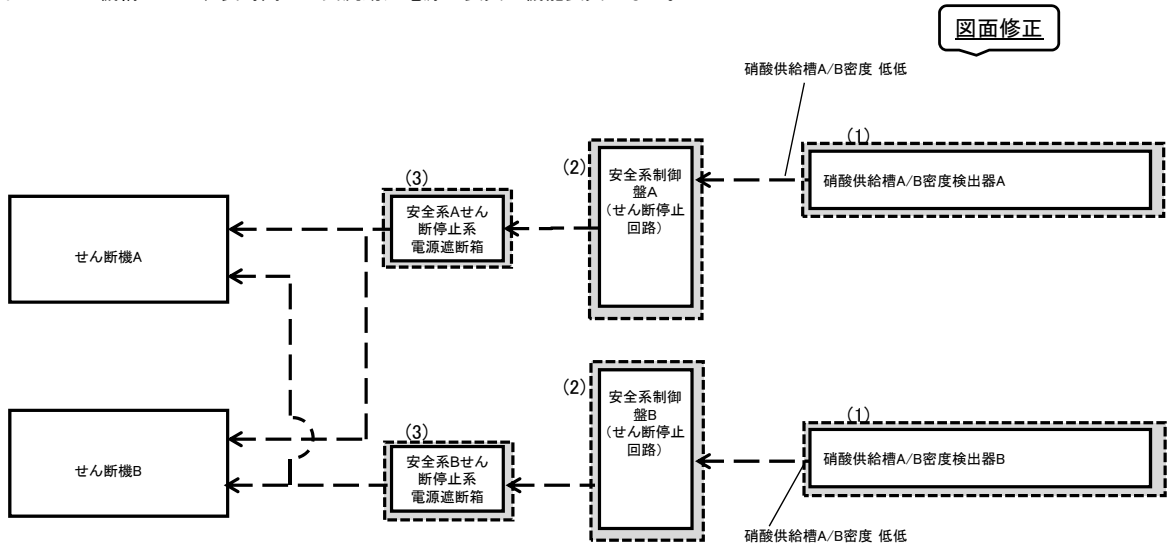 図面修正
硝酸供給槽A/B密度 低低
(1)
硝酸供給槽A/B密度検出器A
(2)
安全系制御
盤A
(せん断停止
回路)
(3)
安全系Aせん
断停止系
電源遮断箱
せん断機A
(1)
硝酸供給槽A/B密度検出器B
(2)
安全系制御
盤B
(せん断停止
回路)
(3)
安全系Bせん
断停止系
電源遮断箱
せん断機B
硝酸供給槽A/B密度 低低